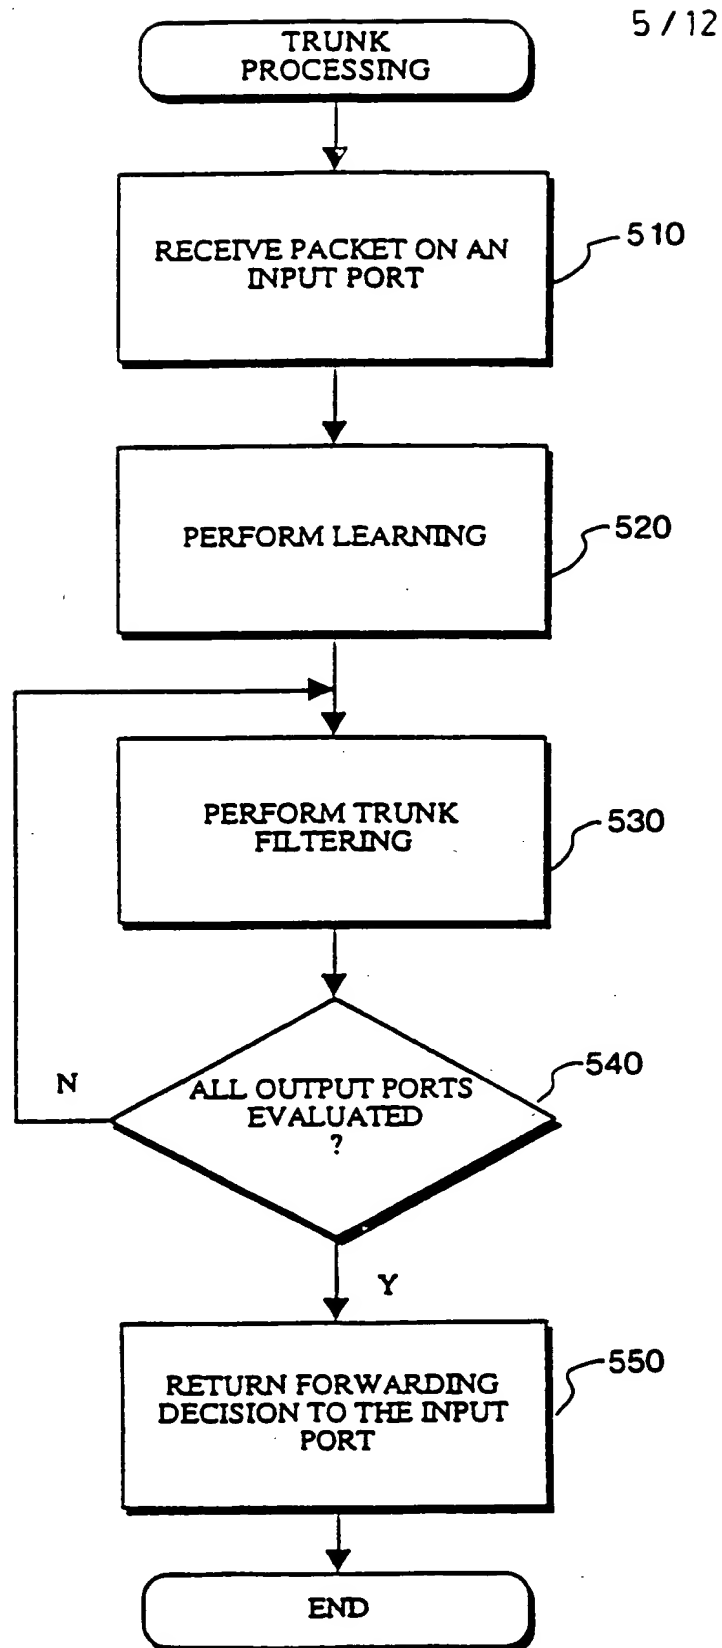 5/12
TRUNK
PROCESSING
RECEIVE PACKET ON AN
INPUT PORT
510
PERFORM LEARNING
520
PERFORM TRUNK
FILTERING
530
N
ALL OUTPUT PORTS
EVALUATED
?
540
Y
RETURN FORWARDING
DECISION TO THE INPUT
PORT
550
END